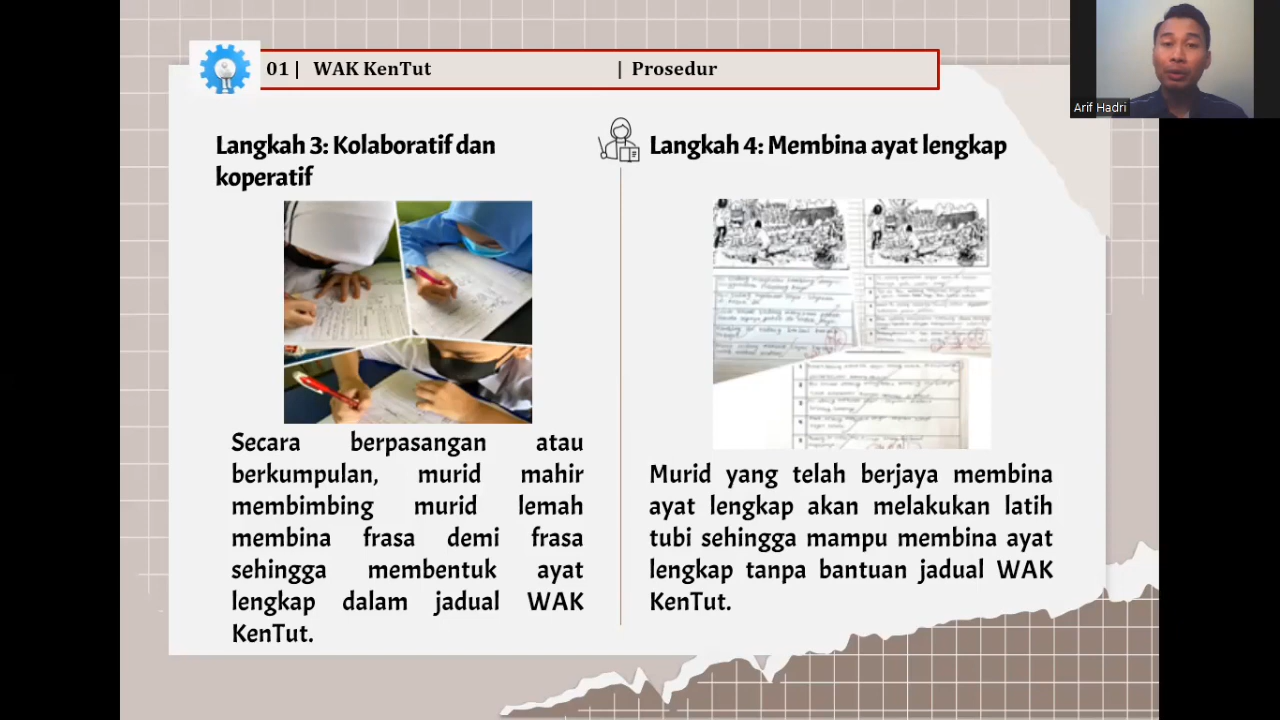 01 | WAK KenTut | Prosedur
Arif Hadri
Langkah 3: Kolaboratif dan
koperatif
Secara berpasangan atau
berkumpulan, murid mahir
membimbing murid lemah
membina frasa demi frasa
sehingga membentuk ayat
lengkap dalam jadual WAK
KenTut.
Langkah 4: Membina ayat lengkap
Murid yang telah berjaya membina
ayat lengkap akan melakukan latih
tubi sehingga mampu membina ayat
lengkap tanpa bantuan jadual WAK
KenTut.